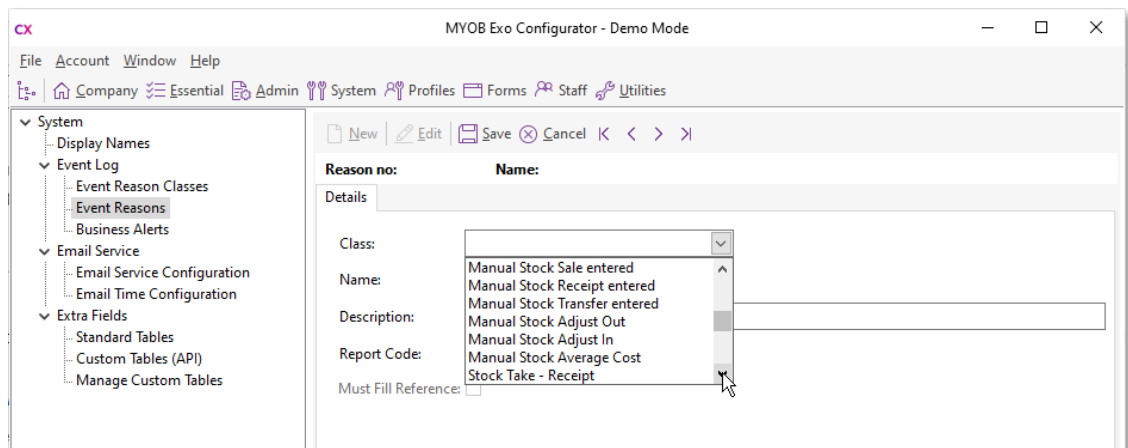 CX MYOB Exo Configurator - Demo Mode
File Account Window Help
Company Essential Admin System Profiles Forms Staff Utilities
System
Display Names
Event Log
Event Reason Classes
Event Reasons
Business Alerts
Email Service
Email Service Configuration
Email Time Configuration
Extra Fields
Standard Tables
Custom Tables (API)
Manage Custom Tables
New Edit Save Cancel
Reason no: Name:
Details
Class:
Name:
Description:
Report Code:
Must Fill Reference:
Manual Stock Sale entered
Manual Stock Receipt entered
Manual Stock Transfer entered
Manual Stock Adjust Out
Manual Stock Adjust In
Manual Stock Average Cost
Stock Take - Receipt